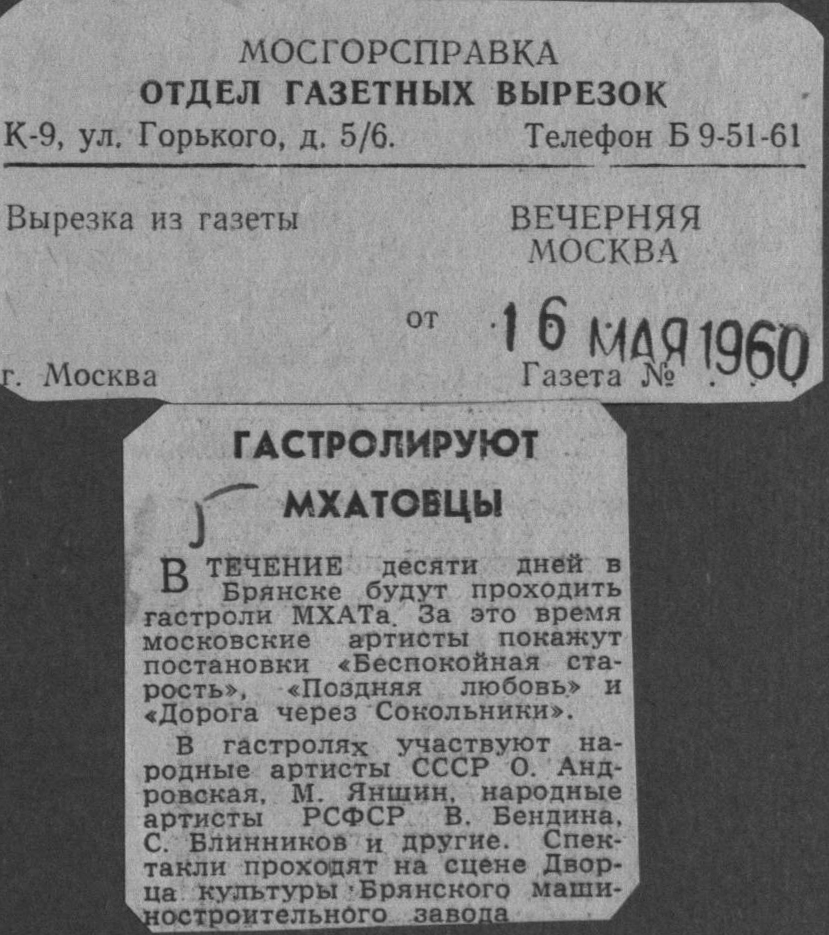 МОСГОРСПРАВКА
ОТДЕЛ ГАЗЕТНЫХ ВЫРЕЗОК
К-9, ул. Горького, д. 5/6. Телефон Б 9-51-61
Вырезка из газеты ВЕЧЕРНЯЯ
МОСКВА
от 16 МАЯ 1960
г. Москва Газета № . . .
ГАСТРОЛИРУЮТ
МХАТОВЦЫ
В ТЕЧЕНИЕ десяти дней в
Брянске будут проходить
гастроли МХАТа. За это время
московские артисты покажут
постановки «Беспокойная ста-
рость», «Поздняя любовь» и
«Дорога через Сокольники».
В гастролях участвуют на-
родные артисты СССР О. Анд-
ровская, М. Яншин, народные
артисты РСФСР В. Бендина,
С. Блинников и другие. Спек-
такли проходят на сцене Двор-
ца культуры Брянского маши-
ностроительного завода